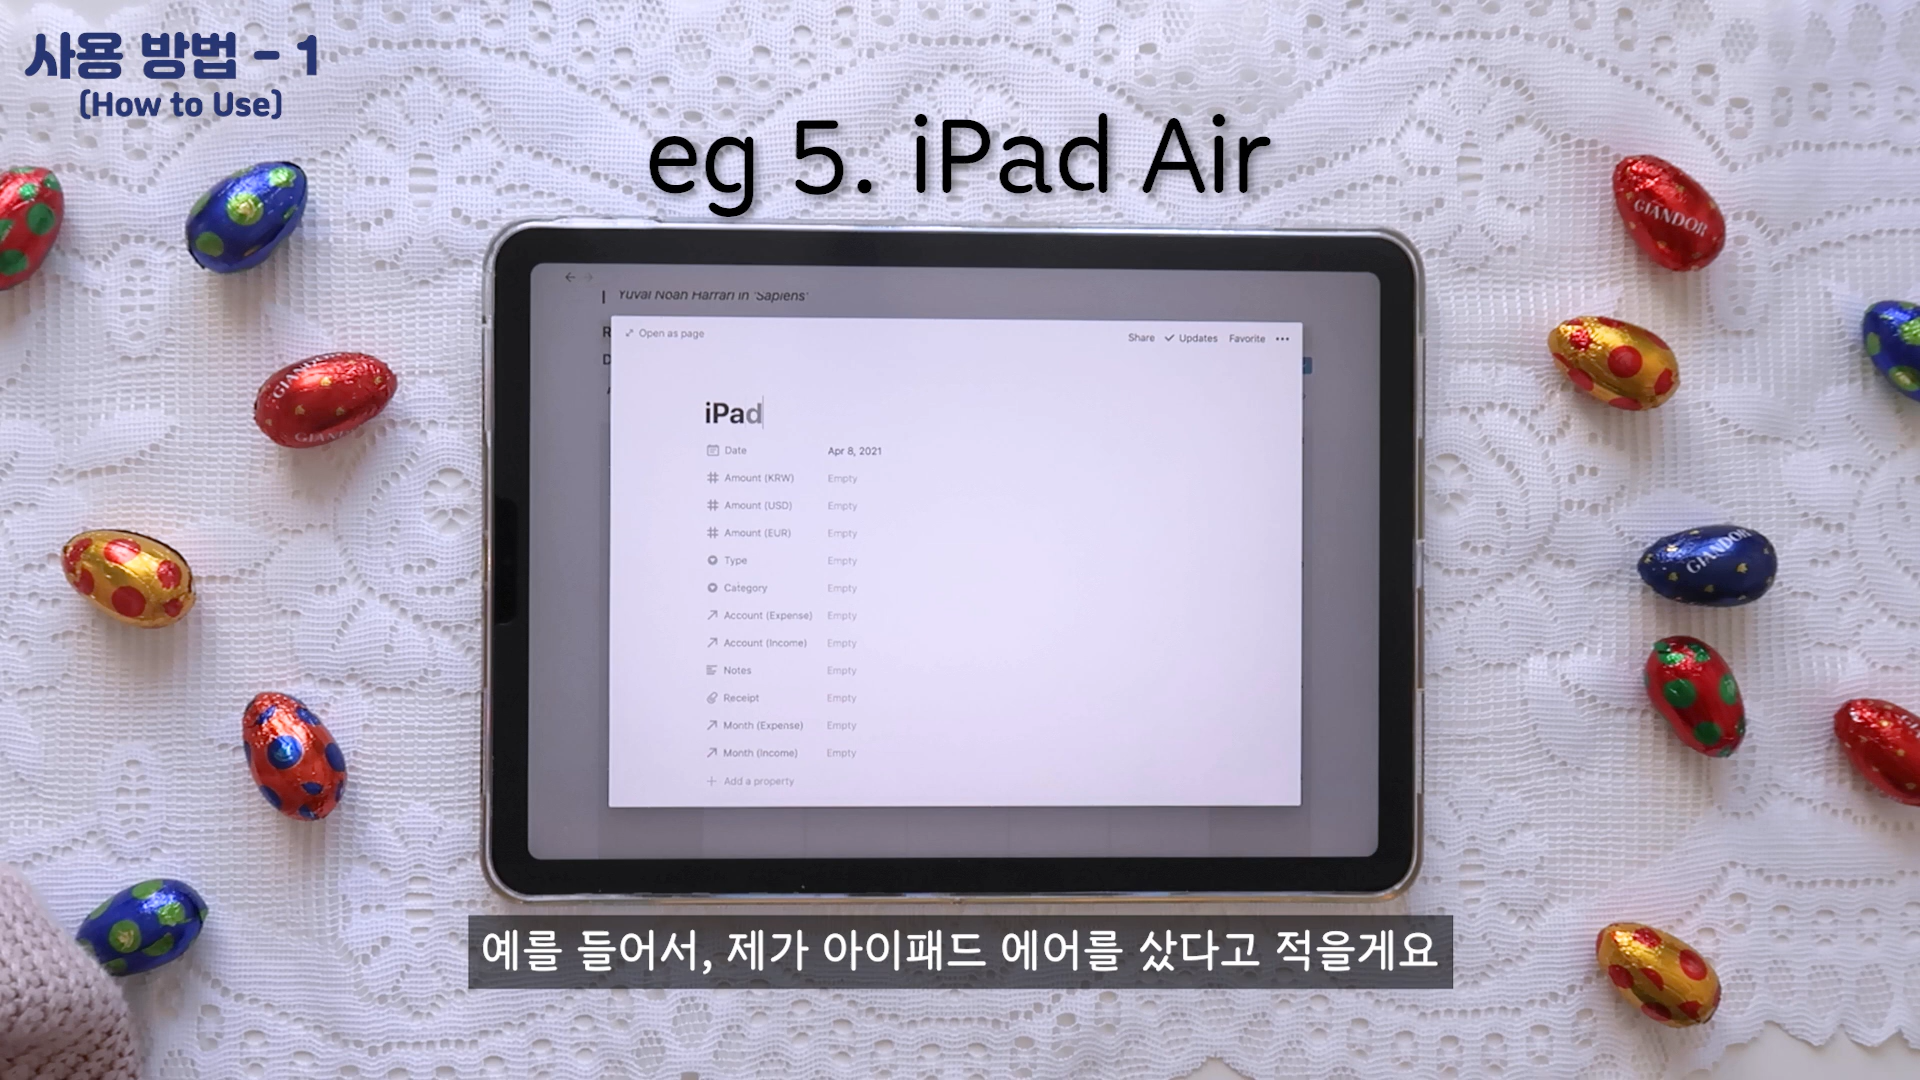 사용 방법 - 1
(How to Use)
eg 5. iPad Air
Yuval Noah Harrari in 'Sapiens'
Open as page
Share ✓ Updates Favorite •••
iPad
Date Apr 8, 2021
# Amount (KRW) Empty
# Amount (USD) Empty
# Amount (EUR) Empty
Type Empty
Category Empty
Account (Expense) Empty
Account (Income) Empty
Notes Empty
Receipt Empty
Month (Expense) Empty
Month (Income) Empty
+ Add a property
GIANDOR
GIANDOR
예를 들어서, 제가 아이패드 에어를 샀다고 적을게요